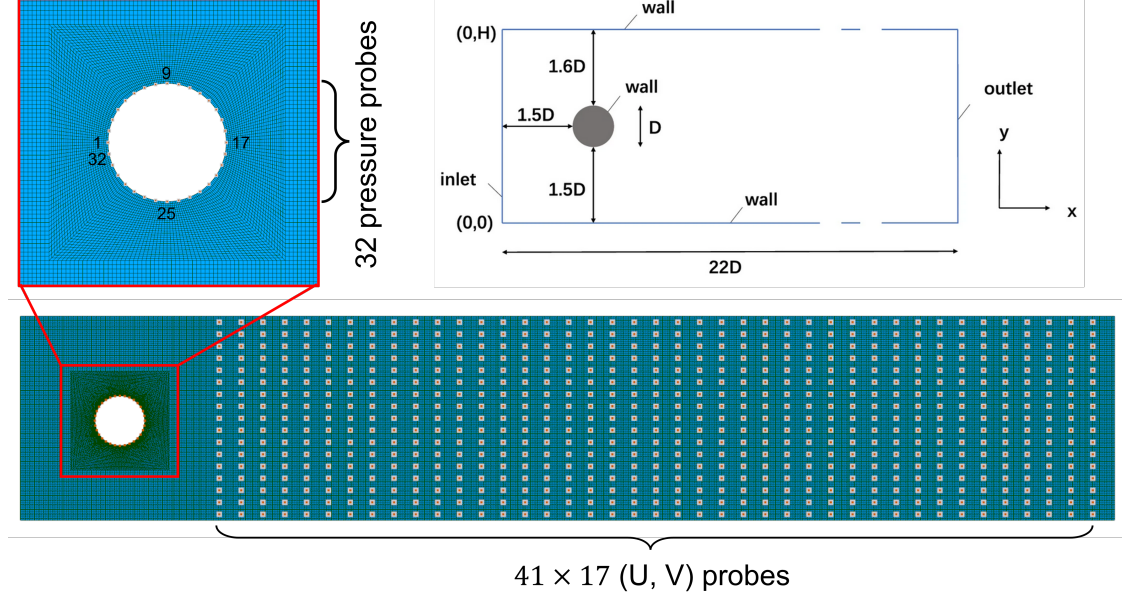 9
1
32
17
25
32 pressure probes
wall
(0,H)
1.6D
wall
1.5D
D
outlet
y
inlet
1.5D
wall
(0,0)
x
22D
41 × 17 (U, V) probes